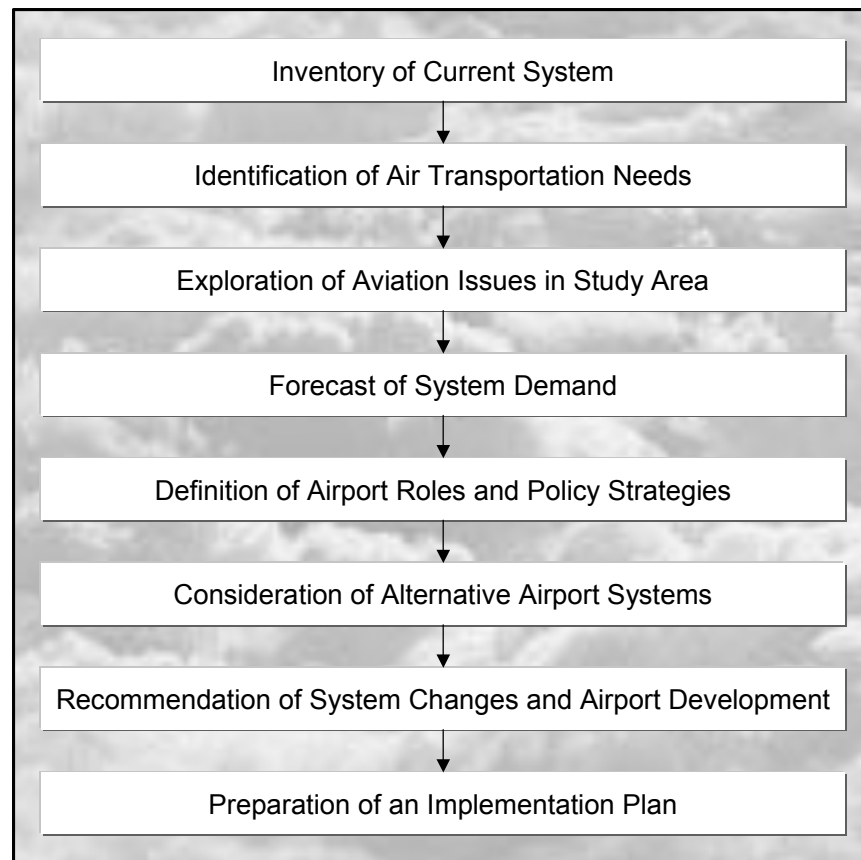 Inventory of Current System
Identification of Air Transportation Needs
Exploration of Aviation Issues in Study Area
Forecast of System Demand
Definition of Airport Roles and Policy Strategies
Consideration of Alternative Airport Systems
Recommendation of System Changes and Airport Development
Preparation of an Implementation Plan